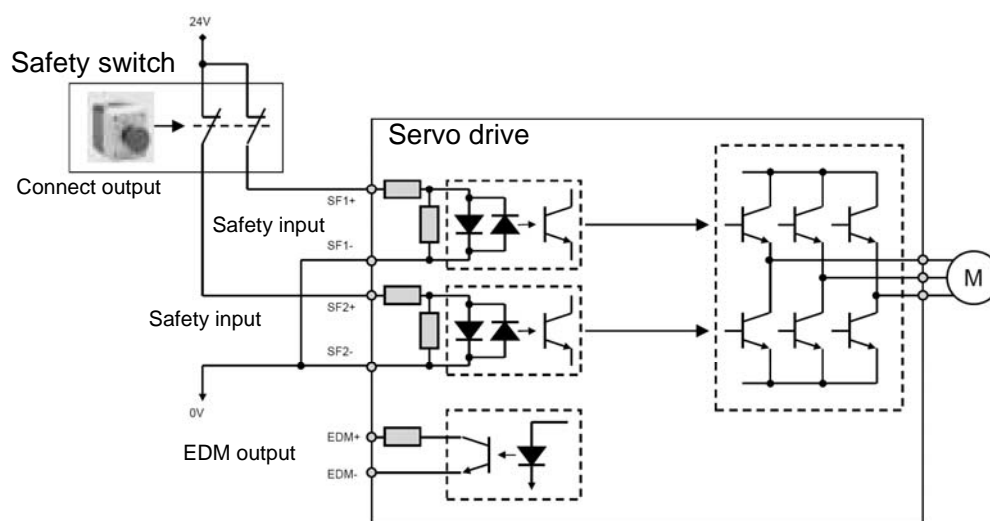 24V
Safety switch
Servo drive
Connect output
SF1+
Safety input
SF1-
M
SF2+
Safety input
SF2-
0V
EDM+
EDM output
EDM-